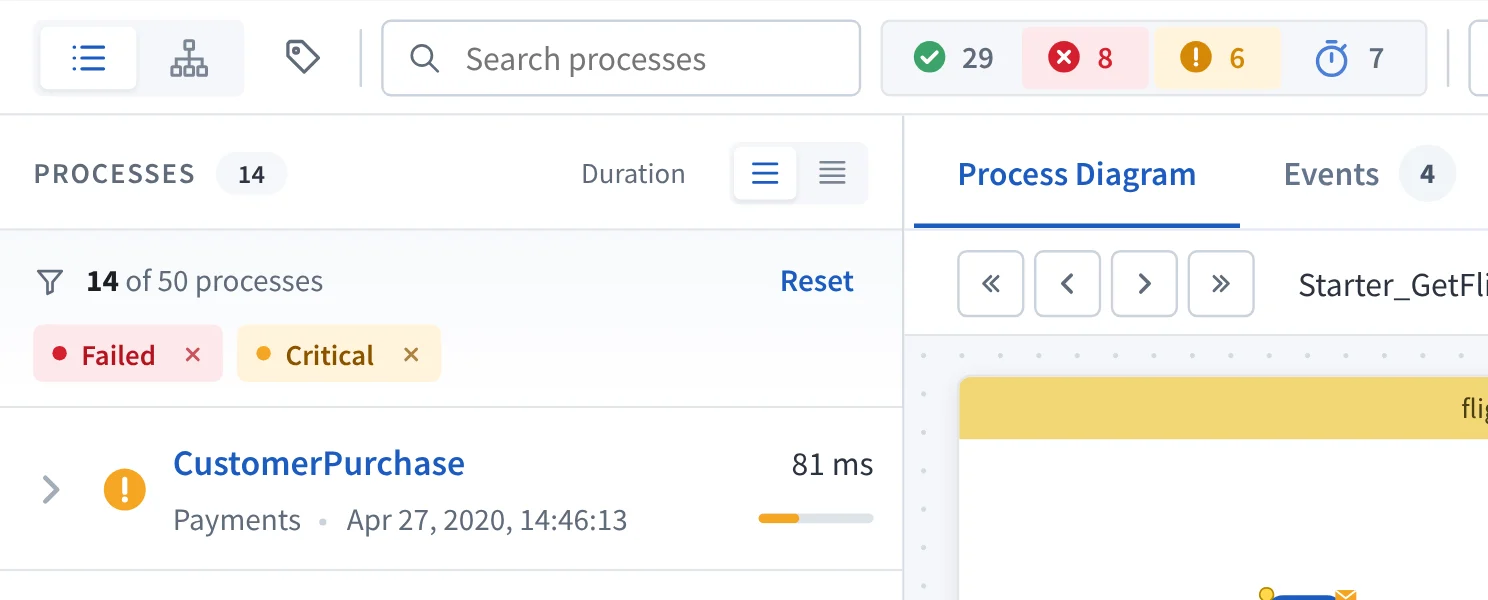 Search processes
29
8
6
7
PROCESSES 14
Duration
Process Diagram
Events 4
14 of 50 processes
Reset
Failed
Critical
Starter_GetFli
flig
CustomerPurchase
81 ms
Payments • Apr 27, 2020, 14:46:13